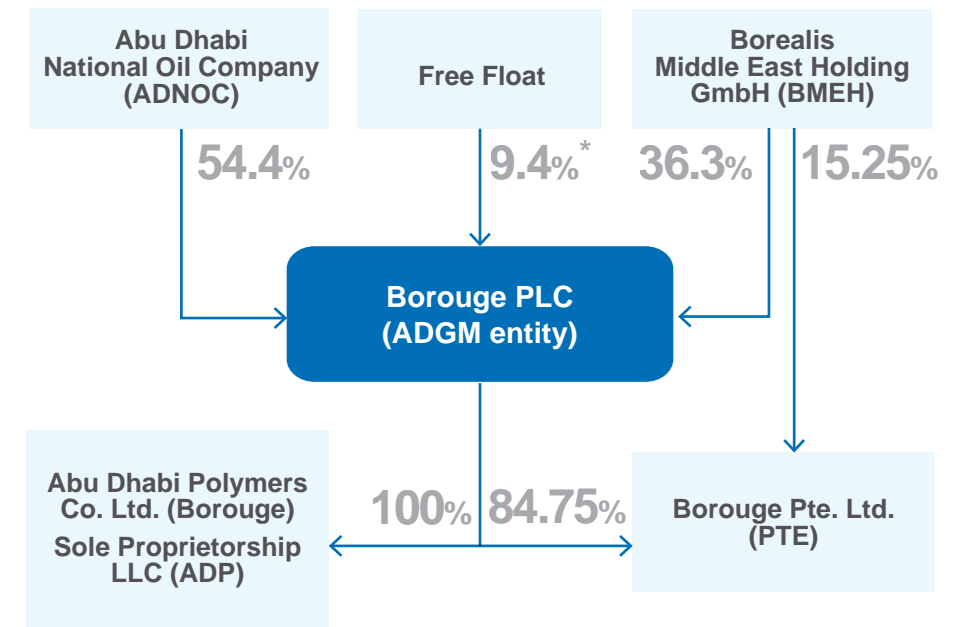 Abu Dhabi
National Oil Company
(ADNOC)
Free Float
Borealis
Middle East Holding
GmbH (BMEH)
54.4%
9.4%*
36.3%
15.25%
Borouge PLC
(ADGM entity)
Abu Dhabi Polymers
Co. Ltd. (Borouge)
Sole Proprietorship
LLC (ADP)
100%
84.75%
Borouge Pte. Ltd.
(PTE)